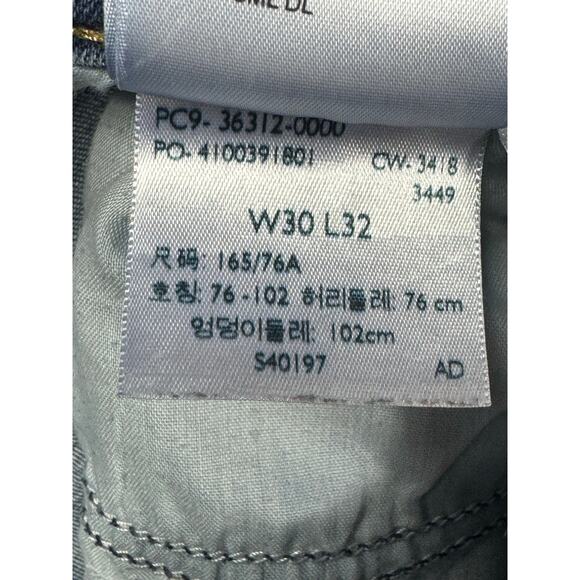 DL
PC9- 36312-0000
PO- 4100391801 CW- 3418
3449
W30 L32
尺码: 165/76A
호칭: 76 -102 허리둘레: 76 cm
엉덩이둘레: 102cm
S40197 AD